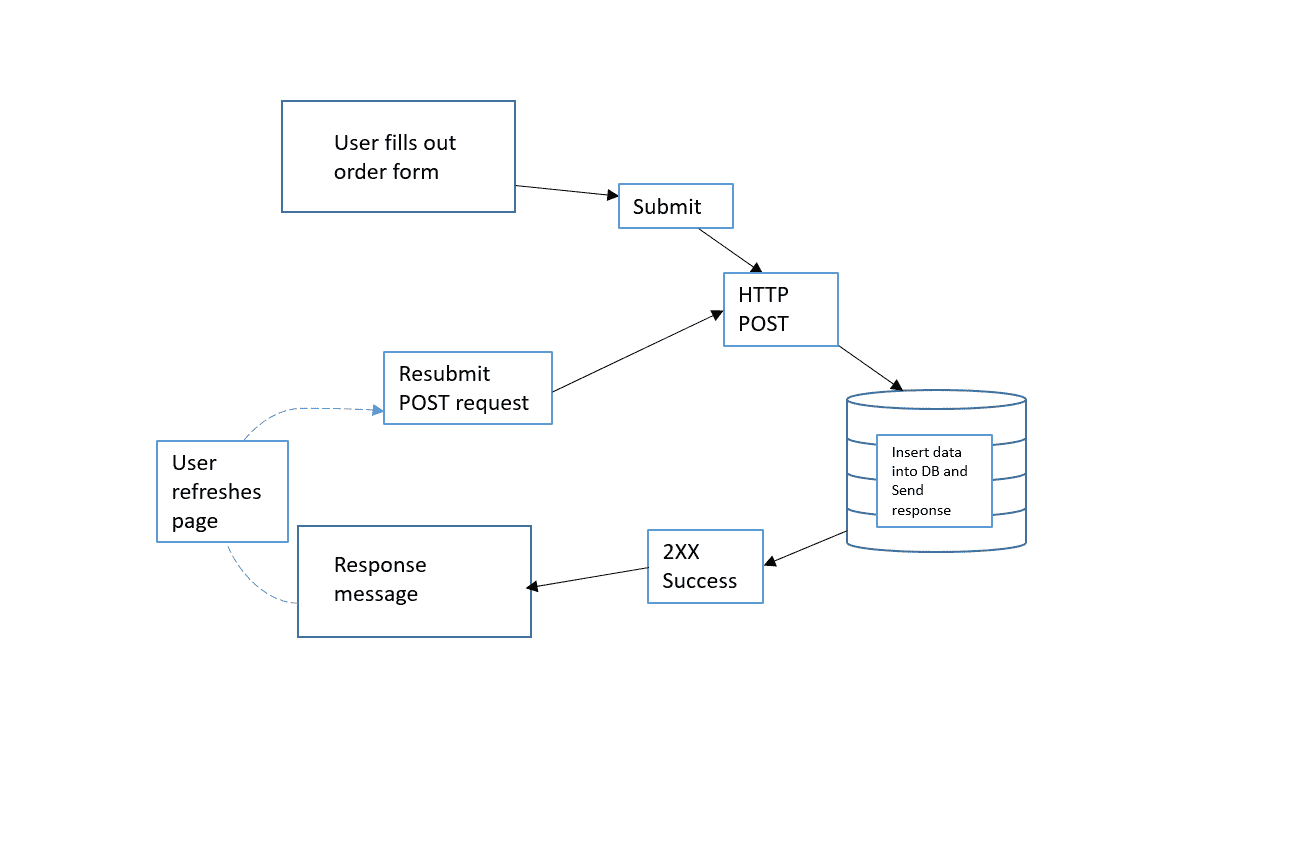 User fills out
order form
Submit
HTTP
POST
Resubmit
POST request
User
refreshes
page
Insert data
into DB and
Send
response
2XX
Success
Response
message